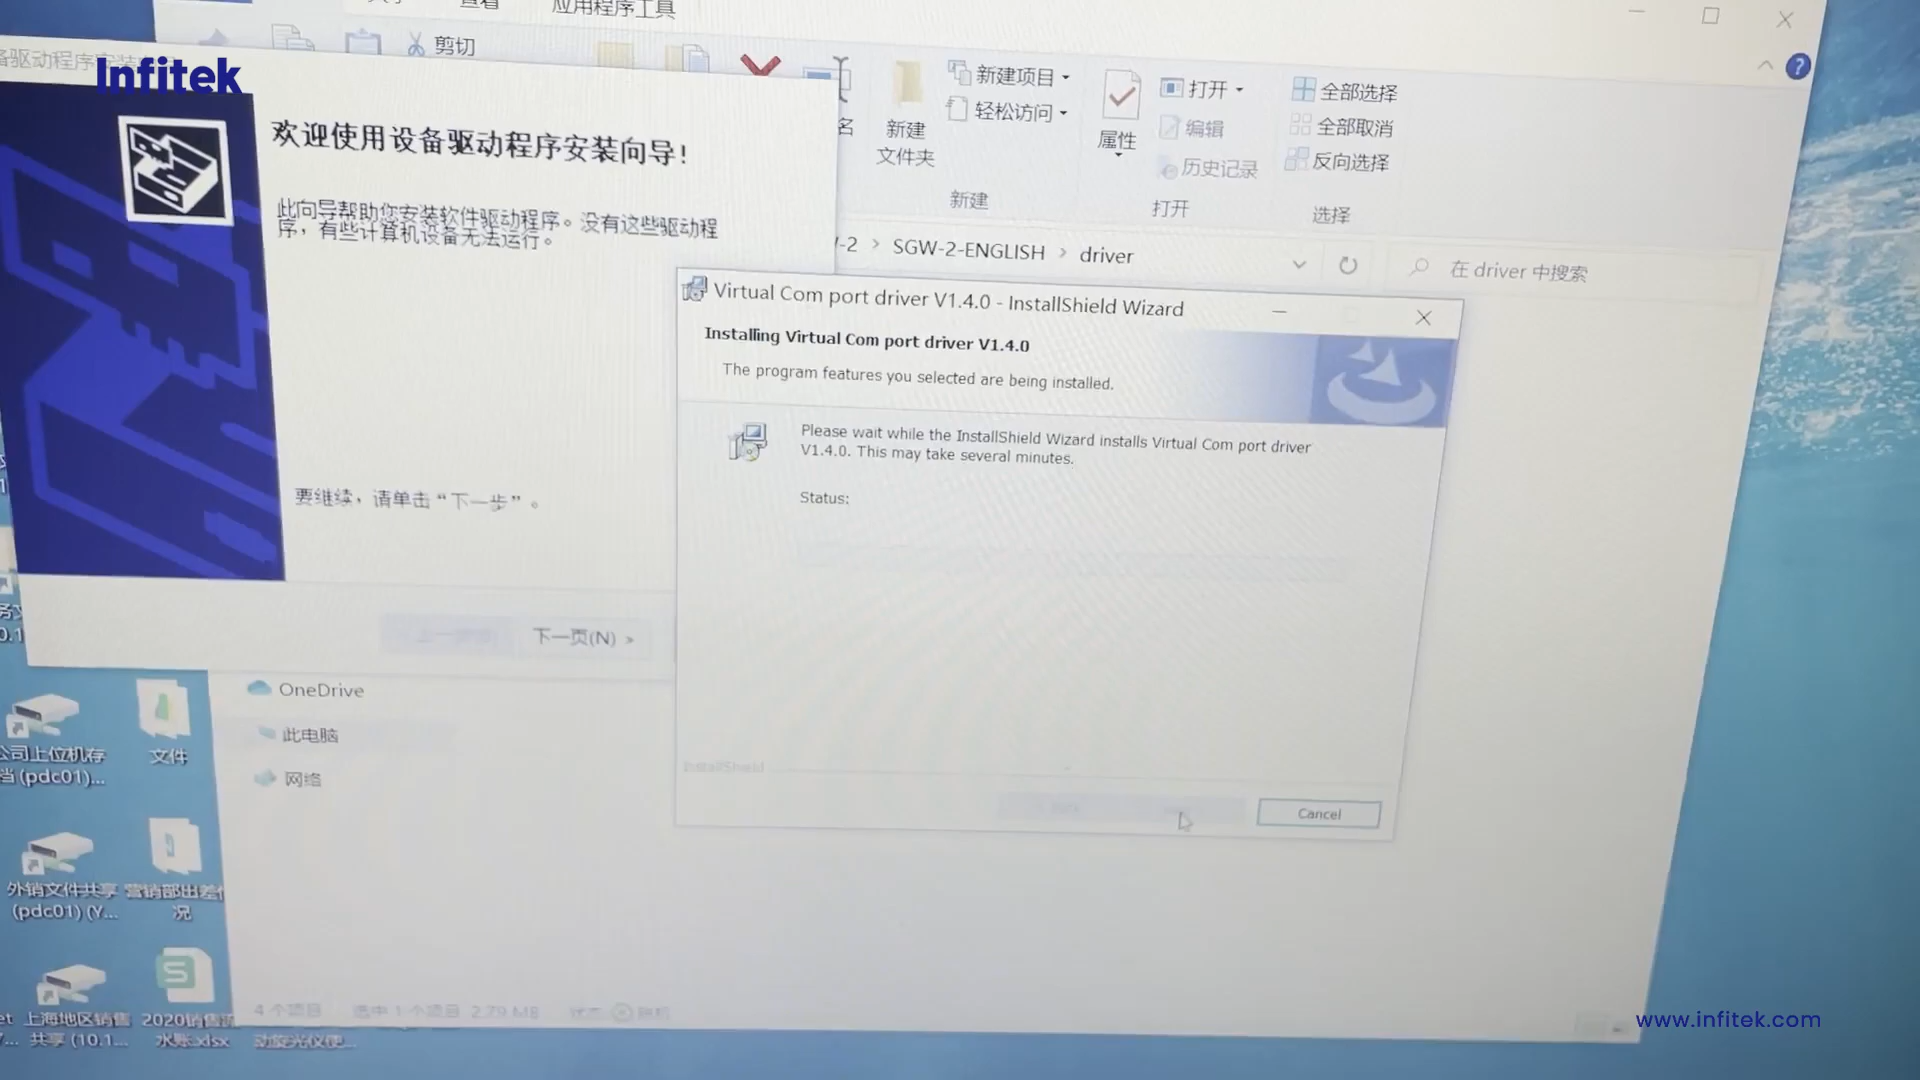 Infitek
查看
应用程序工具
剪切
新建项目
轻松访问
名
新建
文件夹
新建
属性
打开
编辑
历史记录
打开
全部选择
全部取消
反向选择
选择
欢迎使用设备驱动程序安装向导!
此向导帮助您安装软件驱动程序。没有这些驱动程
序，有些计算机设备无法运行。
要继续，请单击“下一步”。
下一页(N) >
-2 > SGW-2-ENGLISH > driver
在 driver 中搜索
Virtual Com port driver V1.4.0 - InstallShield Wizard
Installing Virtual Com port driver V1.4.0
The program features you selected are being installed.
Please wait while the InstallShield Wizard installs Virtual Com port driver
V1.4.0. This may take several minutes.
Status:
InstallShield
Cancel
OneDrive
此电脑
网络
公司上位机存
档 (pdc01)...
文件
外销文件共享
(pdc01) (Y...
营销部出差情
况
上海地区销售
共享 (10.1...
水账.xlsx
4 个项目
选中 1 个项目 2.79 MB
www.infitek.com